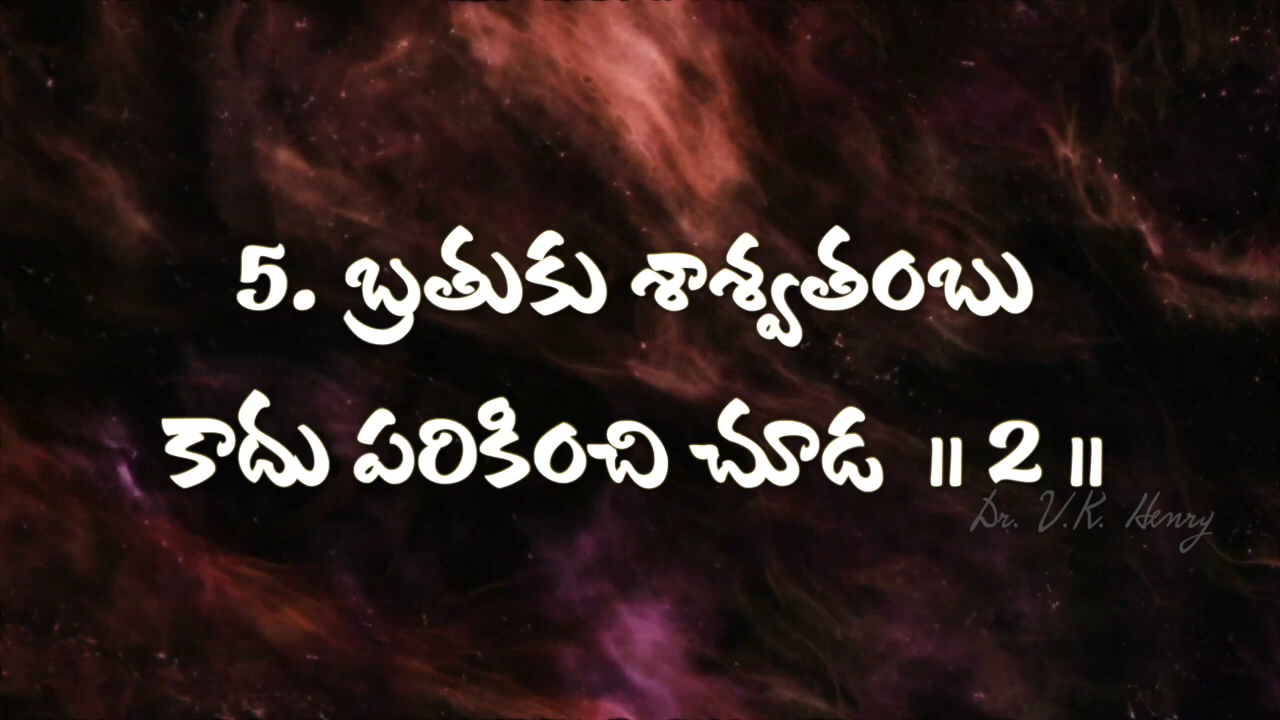 5. బ్రతుకు శాశ్వతంబు
కాదు పరికించి చూడ ॥ 2 ॥
Dr. V.K. Henry